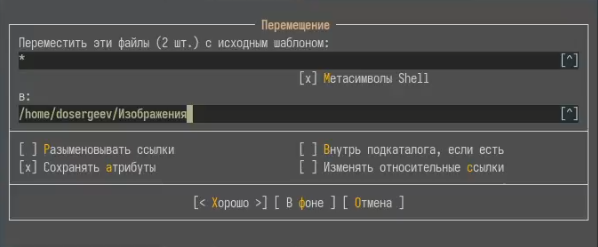 Перемещение
Переместить эти файлы (2 шт.) с исходным шаблоном:
* [^]
[x] Метасимволы Shell
в:
/home/dosergeev/Изображения [^]
[ ] Разыменовывать ссылки [ ] Внутрь подкаталога, если есть
[x] Сохранять атрибуты [ ] Изменять относительные ссылки
[< Хорошо >] [ В фоне ] [ Отмена ]